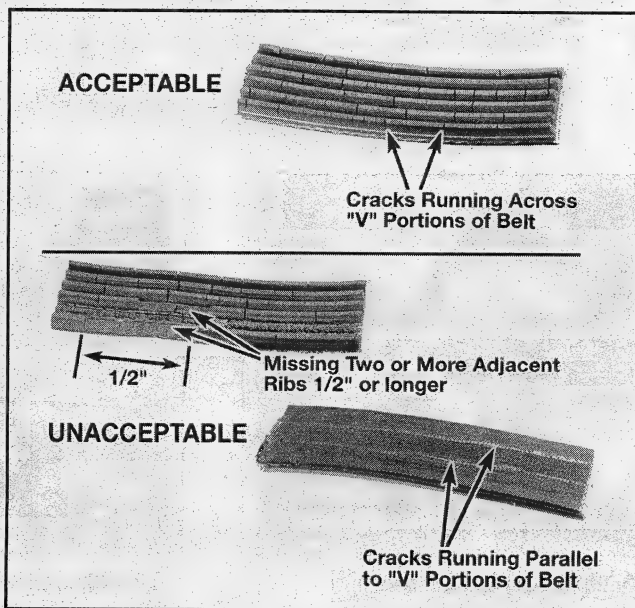 ACCEPTABLE
Cracks Running Across
"V" Portions of Belt
1/2"
Missing Two or More Adjacent
Ribs 1/2" or longer
UNACCEPTABLE
Cracks Running Parallel
to "V" Portions of Belt